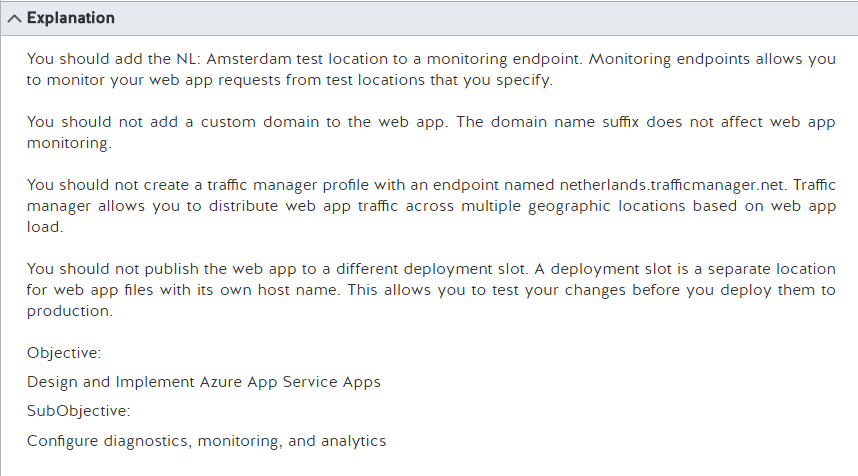 Explanation
You should add the NL: Amsterdam test location to a monitoring endpoint. Monitoring endpoints allows you
to monitor your web app requests from test locations that you specify.
You should not add a custom domain to the web app. The domain name suffix does not affect web app
monitoring.
You should not create a traffic manager profile with an endpoint named netherlands.trafficmanager.net. Traffic
manager allows you to distribute web app traffic across multiple geographic locations based on web app
load.
You should not publish the web app to a different deployment slot. A deployment slot is a separate location
for web app files with its own host name. This allows you to test your changes before you deploy them to
production.
Objective:
Design and Implement Azure App Service Apps
SubObjective:
Configure diagnostics, monitoring, and analytics